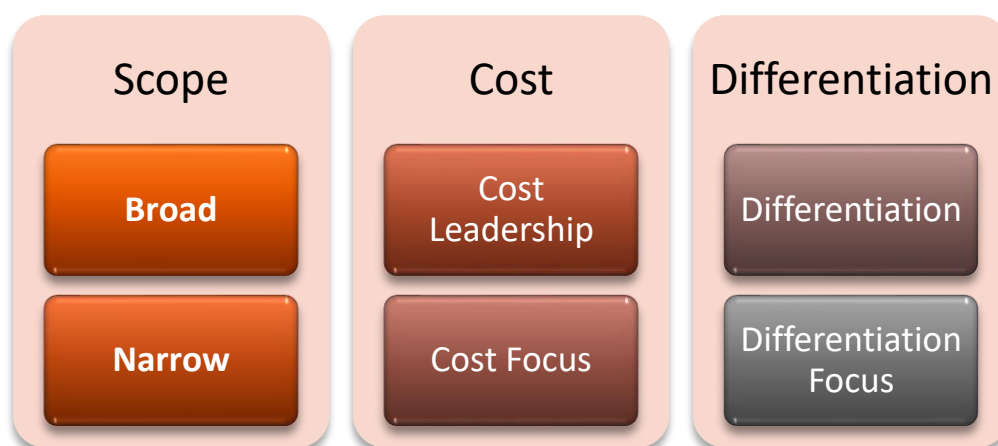 Scope
Cost
Differentiation
Broad
Cost
Leadership
Differentiation
Narrow
Cost Focus
Differentiation
Focus